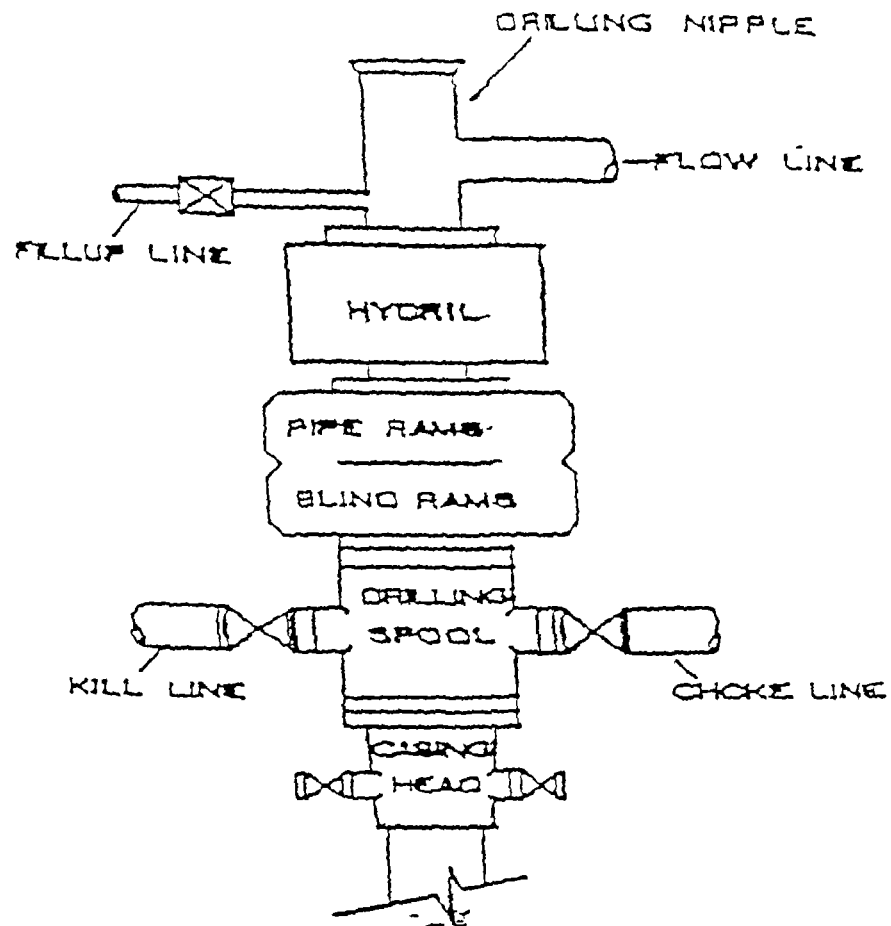 DRILLING NIPPLE
FLOW LINE
FILLUP LINE
HYDRIL
PIPE RAMS
BLIND RAMS
DRILLING
SPOOL
KILL LINE
CHOKE LINE
CASING
HEAD